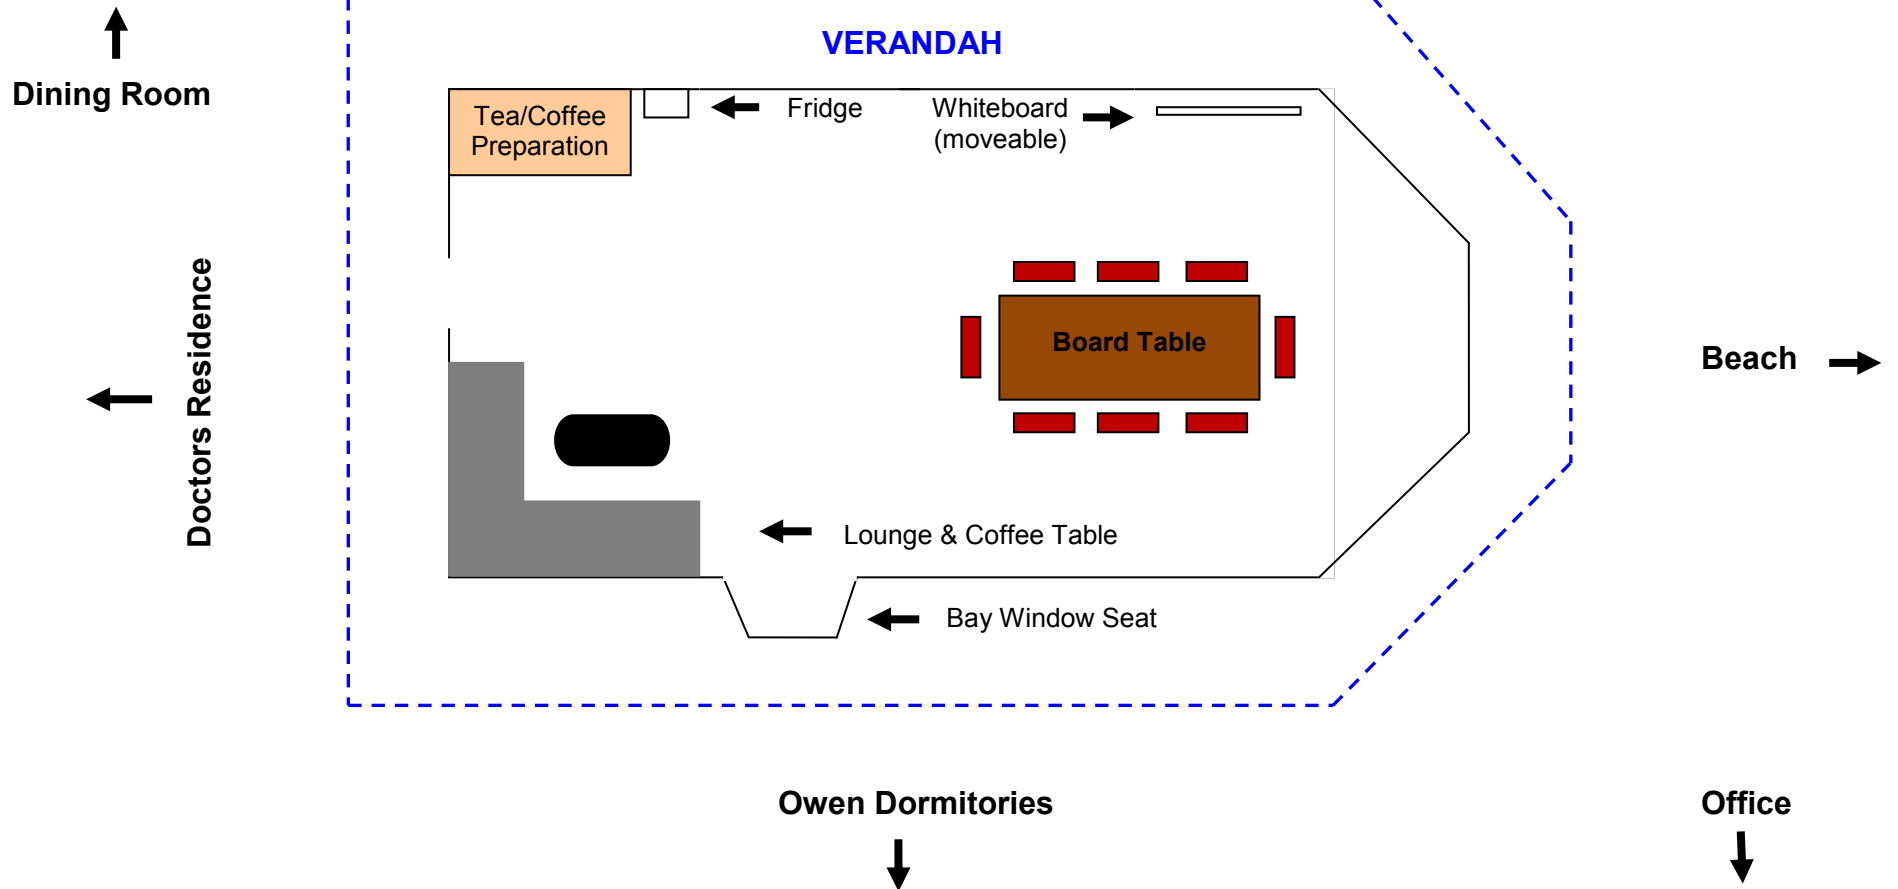 VERANDAH
Dining Room
Tea/Coffee
Preparation
Fridge
Whiteboard
(moveable)
Doctors Residence
Board Table
Beach
Lounge & Coffee Table
Bay Window Seat
Owen Dormitories
Office